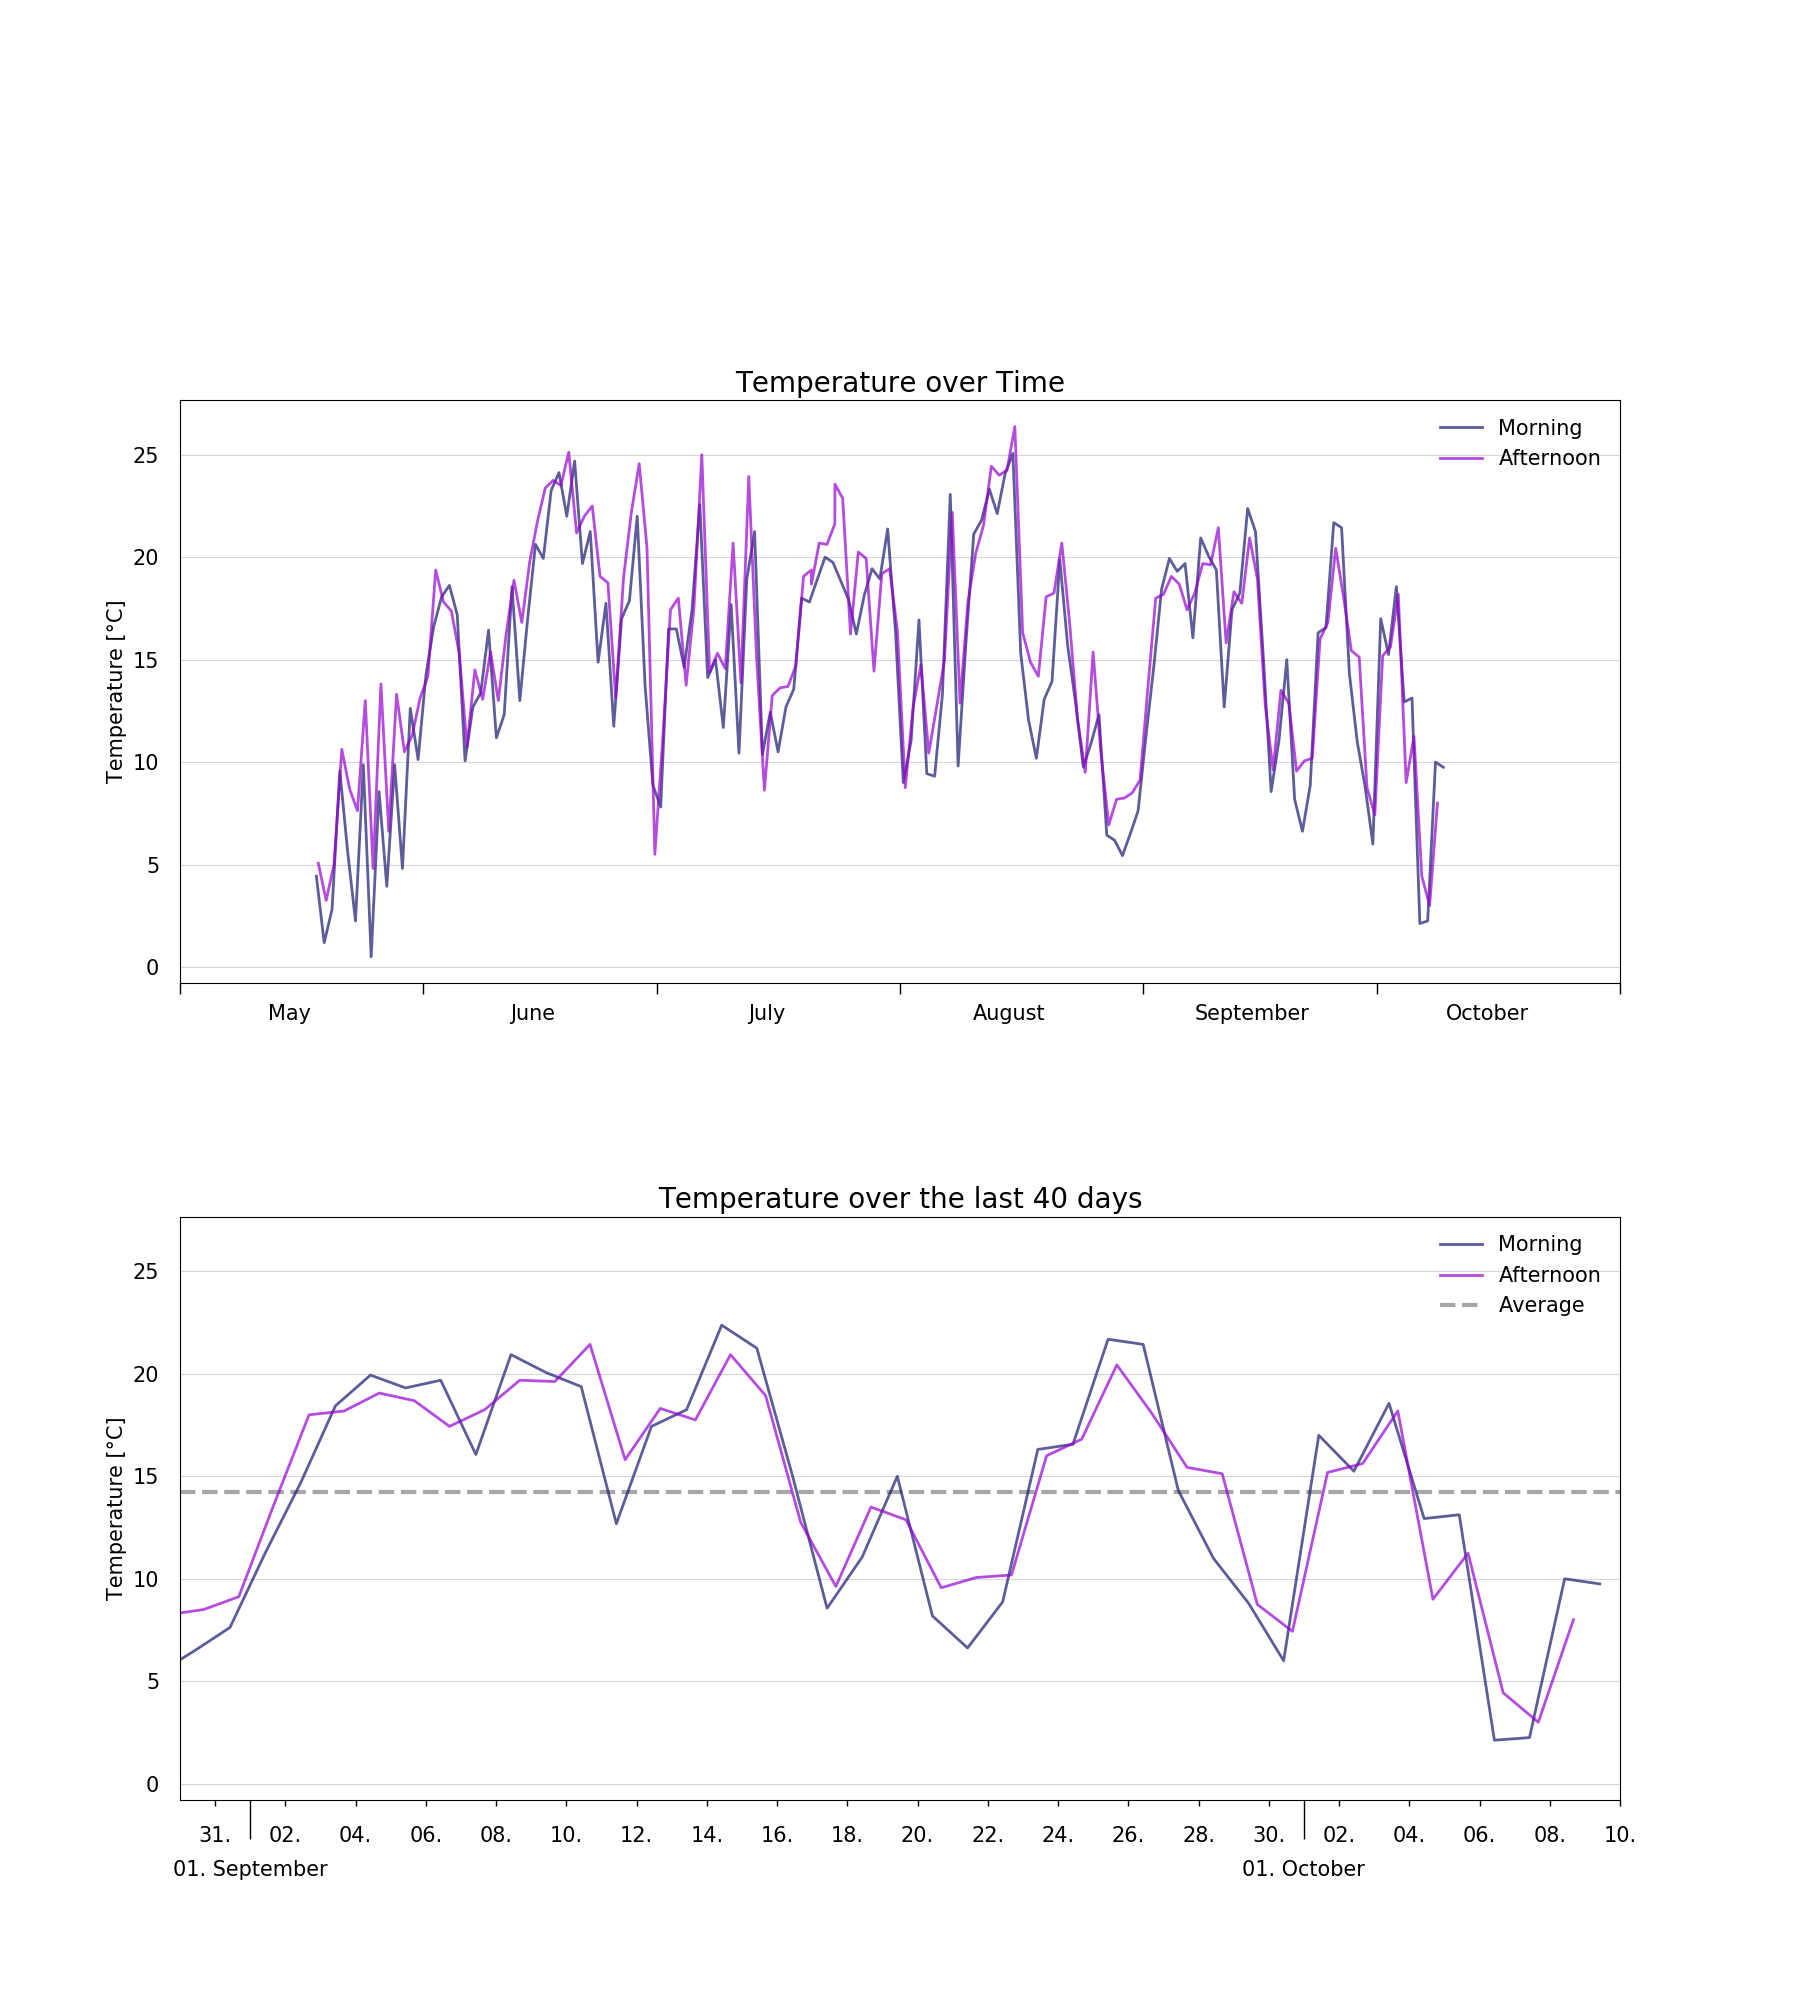 Temperature over Time
Morning
Afternoon
25
20
15
10
5
0
Temperature [°C]
May June July August September October
Temperature over the last 40 days
Morning
Afternoon
Average
25
20
15
10
5
0
Temperature [°C]
31. 02. 04. 06. 08. 10. 12. 14. 16. 18. 20. 22. 24. 26. 28. 30. 02. 04. 06. 08. 10.
01. September 01. October